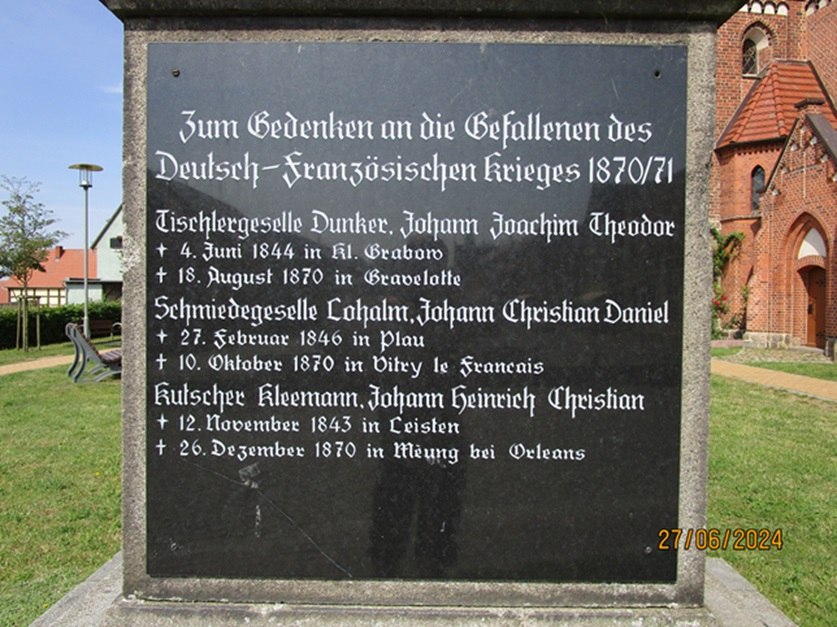 Zum Gedenken an die Gefallenen des
Deutsch-Französischen Krieges 1870/71
Tischlergeselle Dunker, Johann Joachim Theodor
+ 4. Juni 1844 in Kl. Grabow
+ 18. August 1870 in Gravelotte
Schmiedegeselle Lohalm, Johann Christian Daniel
+ 27. Februar 1846 in Plau
+ 10. Oktober 1870 in Vitry le Francais
Kutscher Kleemann, Johann Heinrich Christian
+ 12. November 1843 in Leisten
+ 26. Dezember 1870 in Mèung bei Orleans
27/06/2024